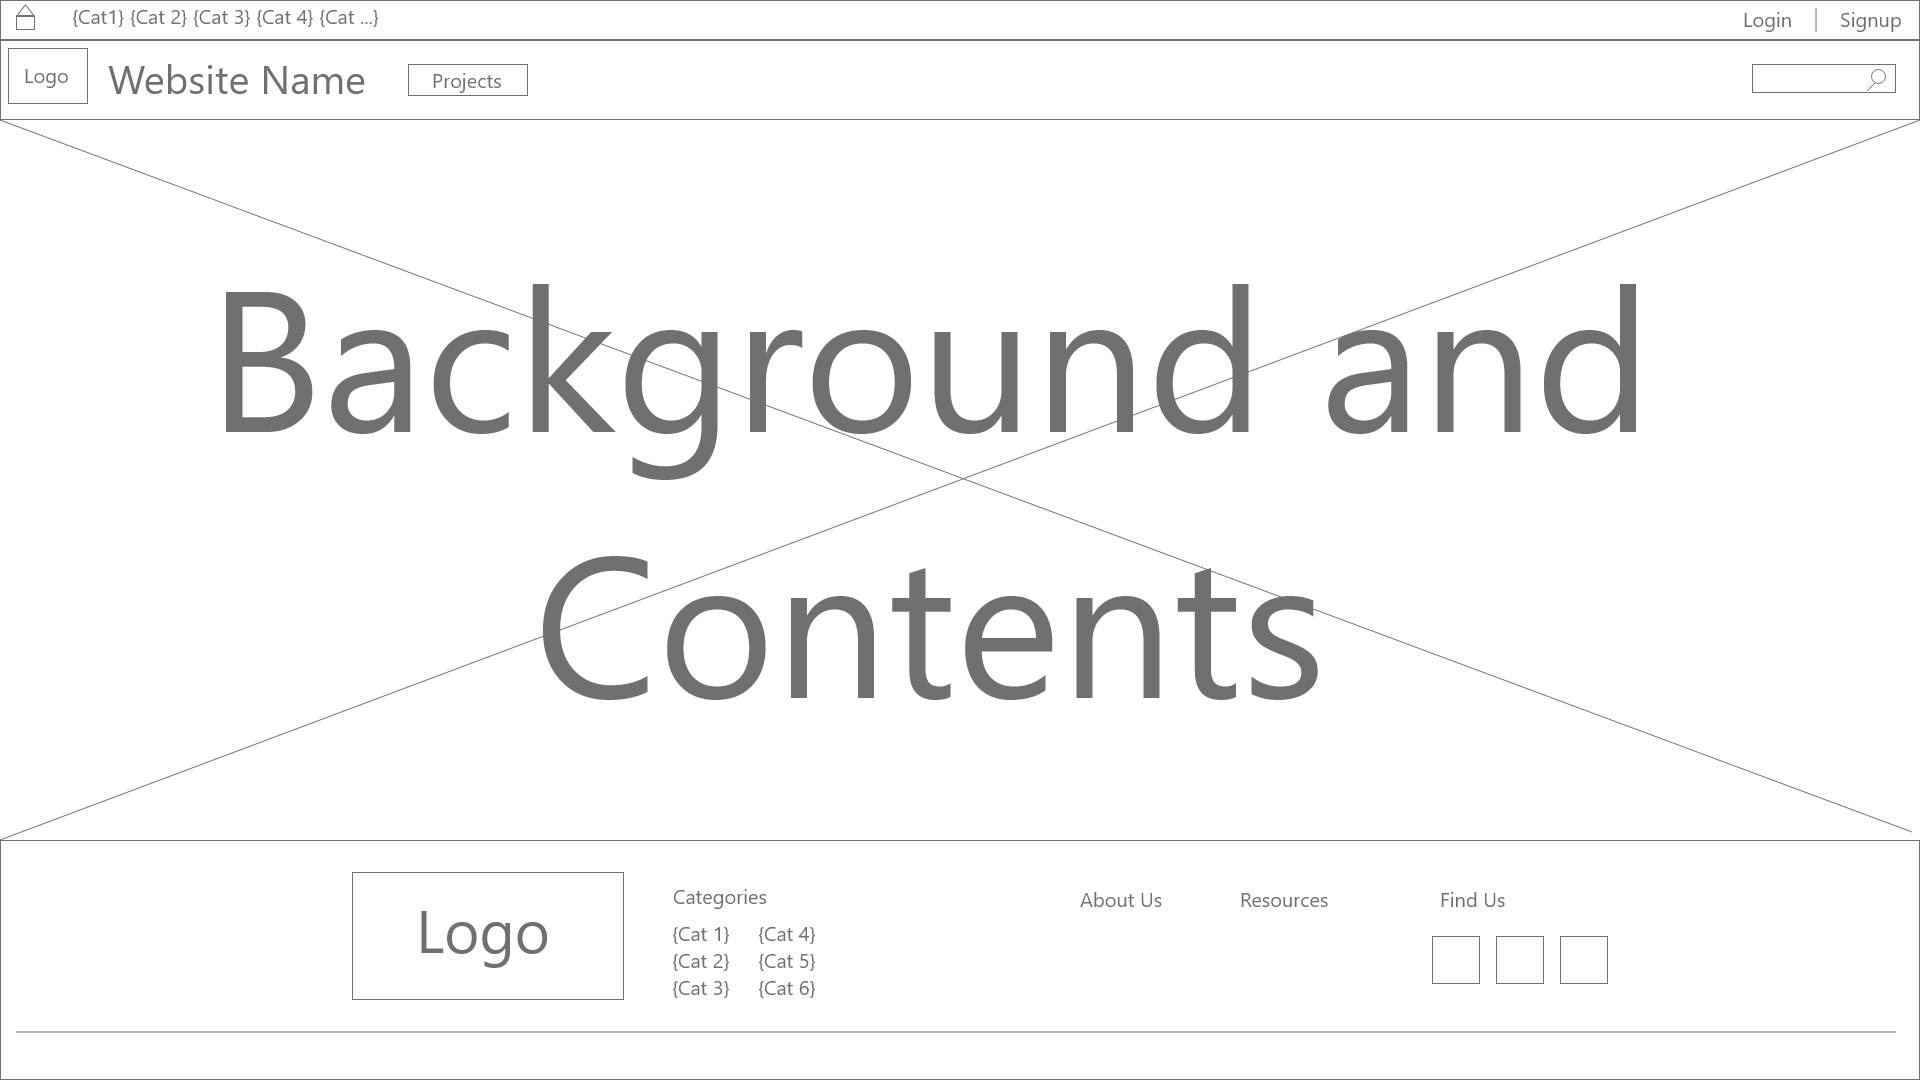 {Cat1} {Cat 2} {Cat 3} {Cat 4} {Cat ...}
Login
Signup
Logo
Website Name
Projects
Background and
Contents
Logo
Categories
{Cat 1} {Cat 4}
{Cat 2} {Cat 5}
{Cat 3} {Cat 6}
About Us
Resources
Find Us